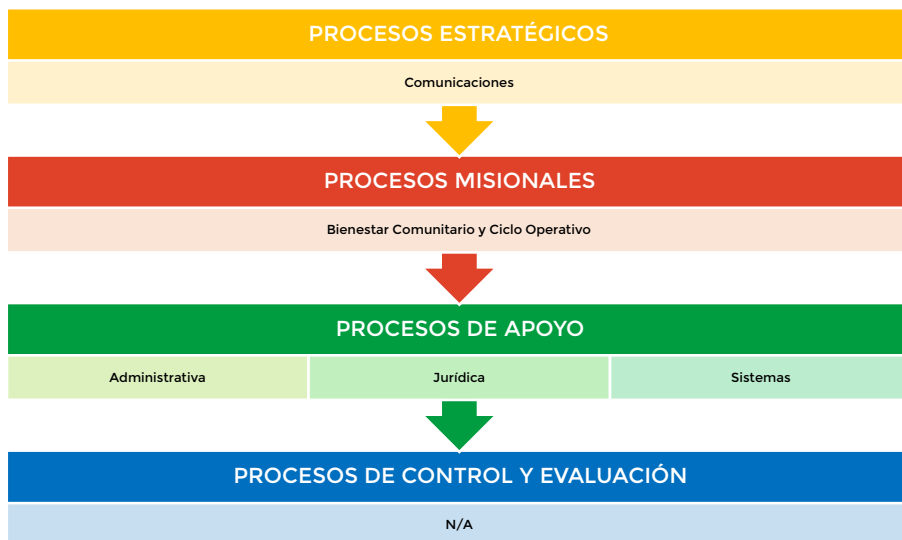 PROCESOS ESTRATÉGICOS
Comunicaciones
PROCESOS MISIONALES
Bienestar Comunitario y Ciclo Operativo
PROCESOS DE APOYO
Administrativa
Jurídica
Sistemas
PROCESOS DE CONTROL Y EVALUACIÓN
N/A